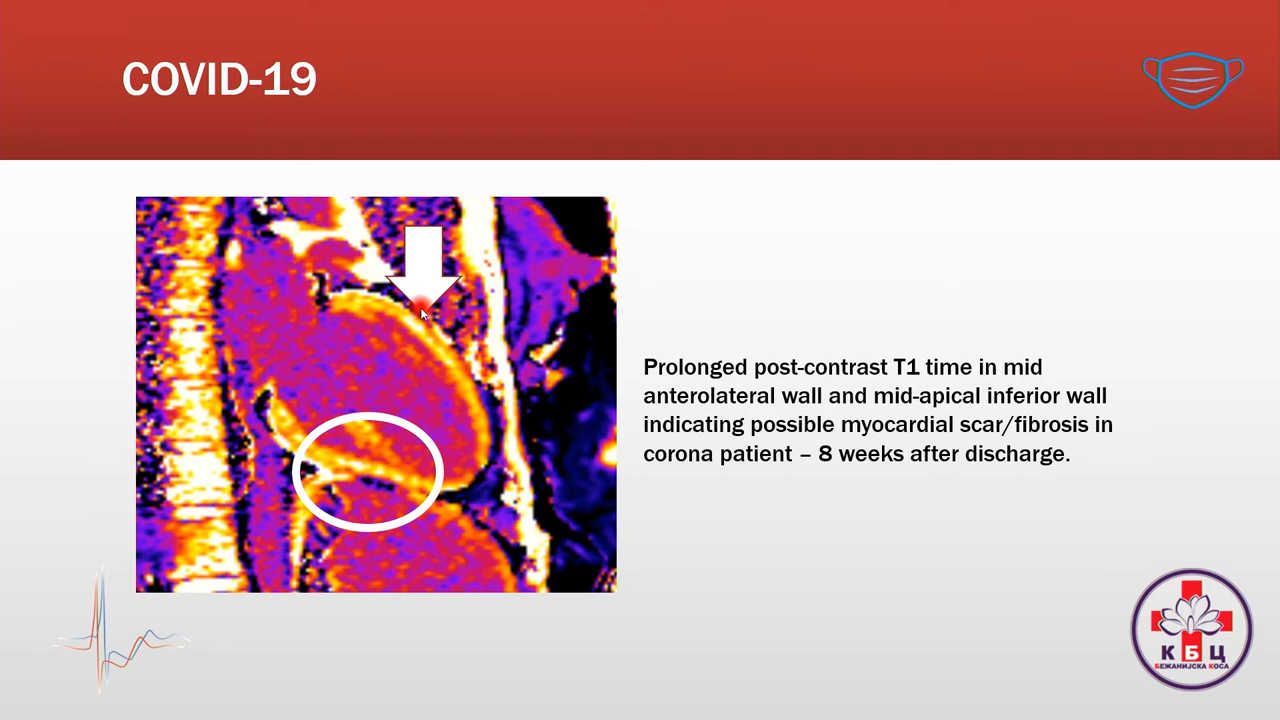 COVID-19
Prolonged post-contrast T1 time in mid
anterolateral wall and mid-apical inferior wall
indicating possible myocardial scar/fibrosis in
corona patient – 8 weeks after discharge.
К Б Ц
БЕЖАНИЈСКА КОСА